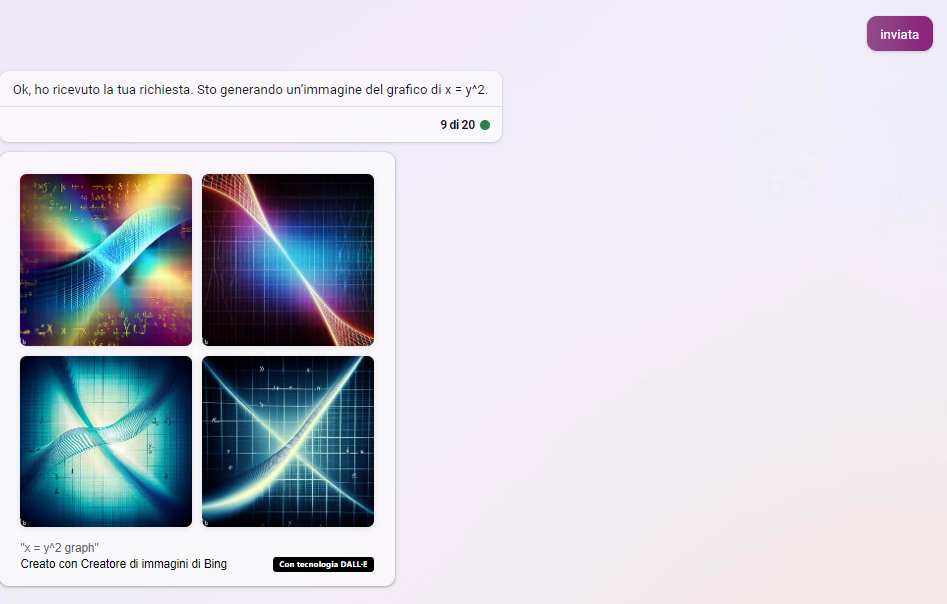 inviata
Ok, ho ricevuto la tua richiesta. Sto generando un’immagine del grafico di x = y^2.
9 di 20
"x = y^2 graph"
Creato con Creatore di immagini di Bing
Con tecnologia DALL·E